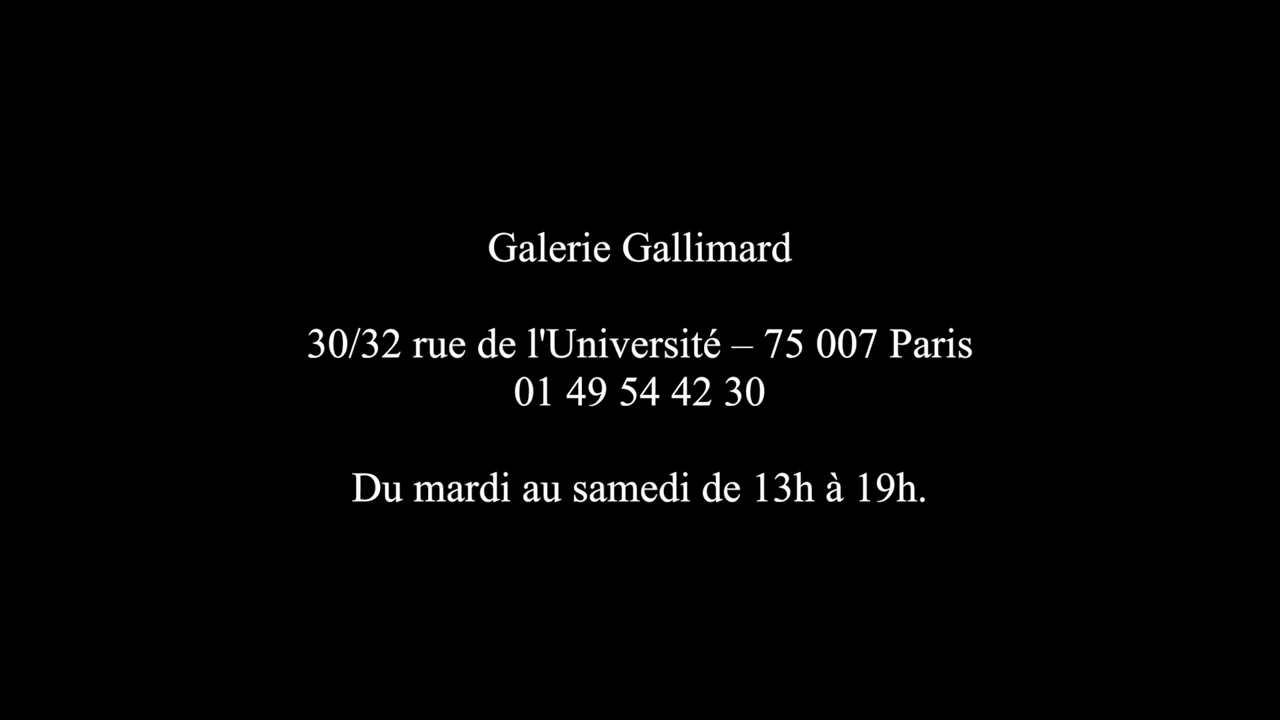 Galerie Gallimard
30/32 rue de l'Université – 75 007 Paris
01 49 54 42 30
Du mardi au samedi de 13h à 19h.